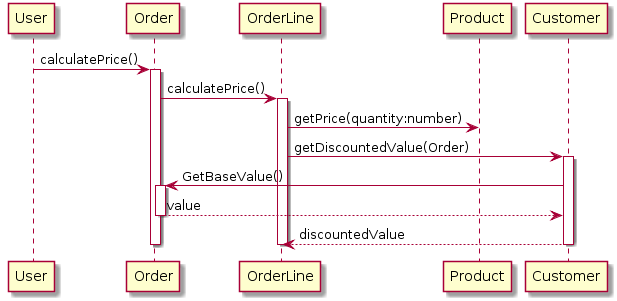 User Order OrderLine Product Customer
calculatePrice()
calculatePrice()
getPrice(quantity:number)
getDiscountedValue(Order)
GetBaseValue()
value
discountedValue
User Order OrderLine Product Customer